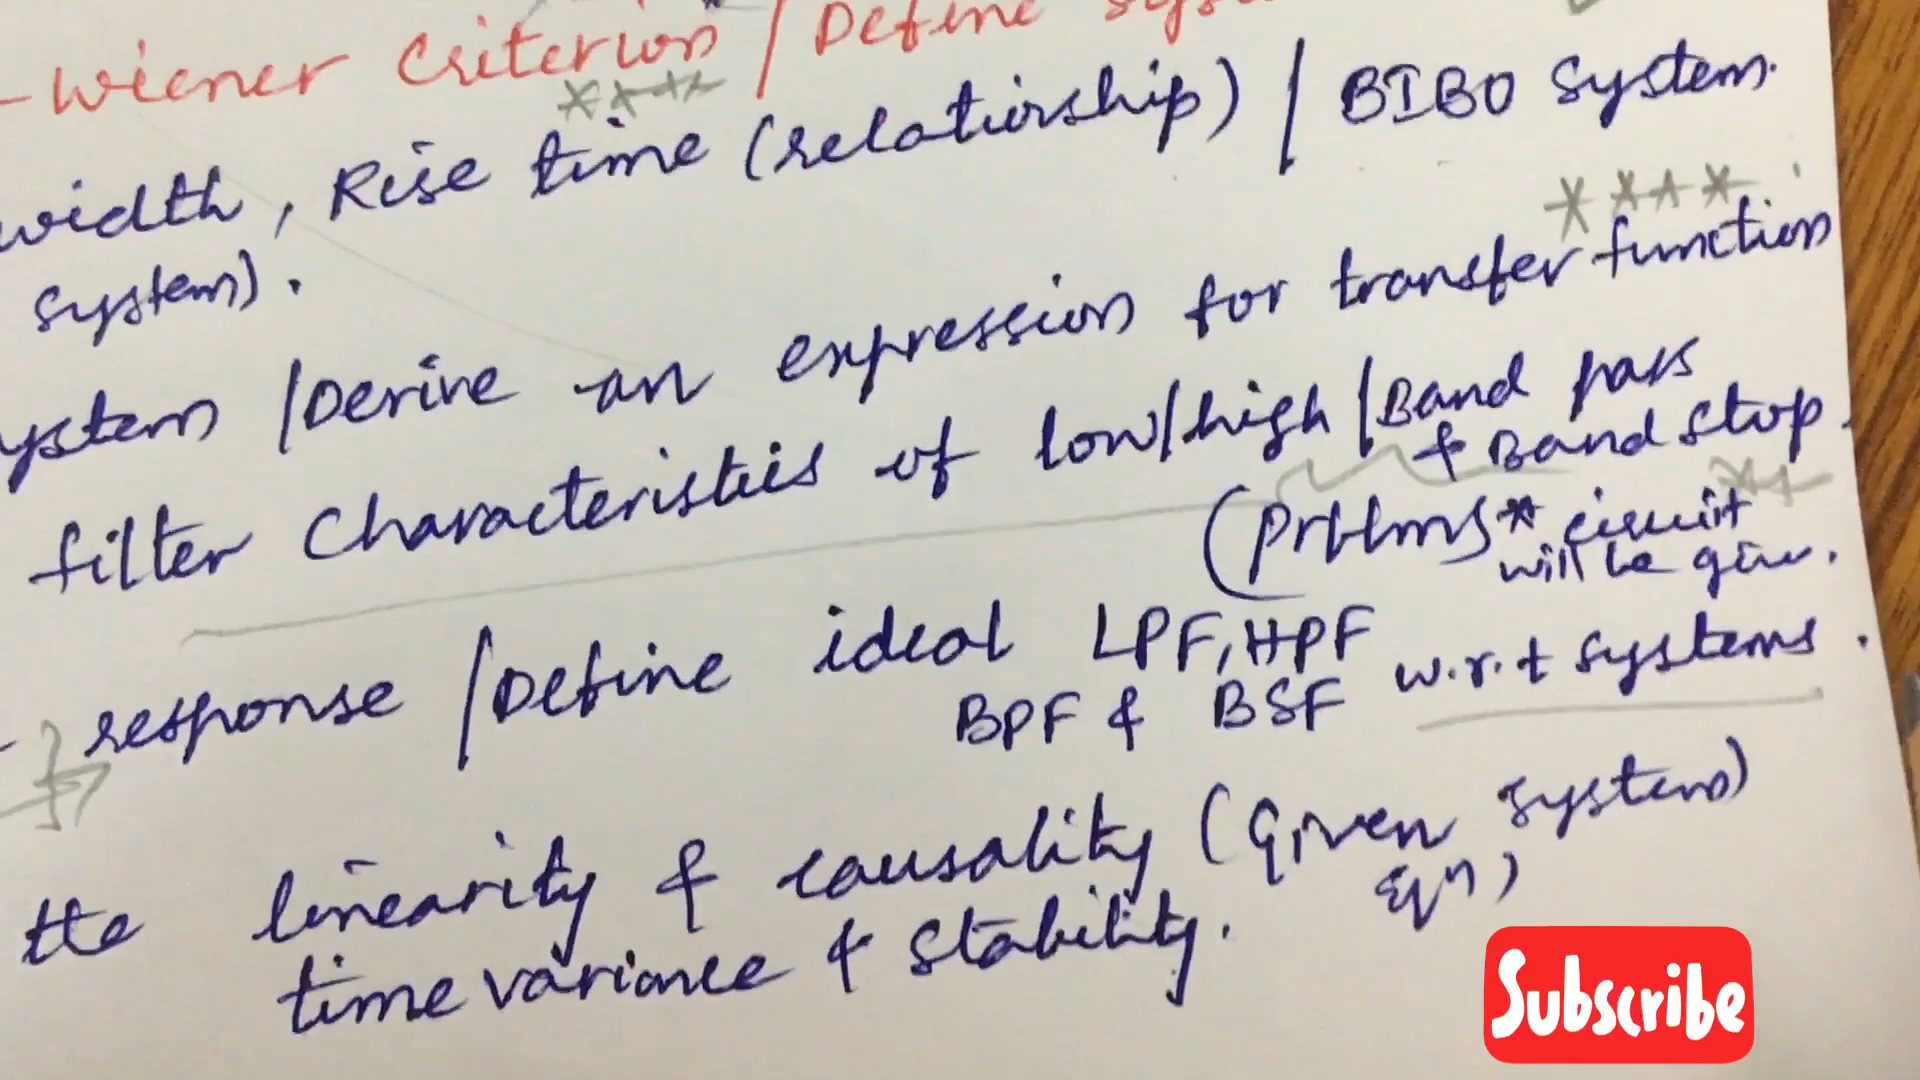 -Wiener Criterion / Define
****
width, Rise time (relationship) / BIBO System.
system).
****
ystem / Derive an expression for transfer function
filter Characteristics of low/high/Band pass
& Band stop.
**
(Prblms * circuit
will be give.
response / Define ideal LPF, HPF
BPF & BSF w.r.t systems.
the linearity & causality (Given system)
Eqn)
time variance & stability.
Subscribe